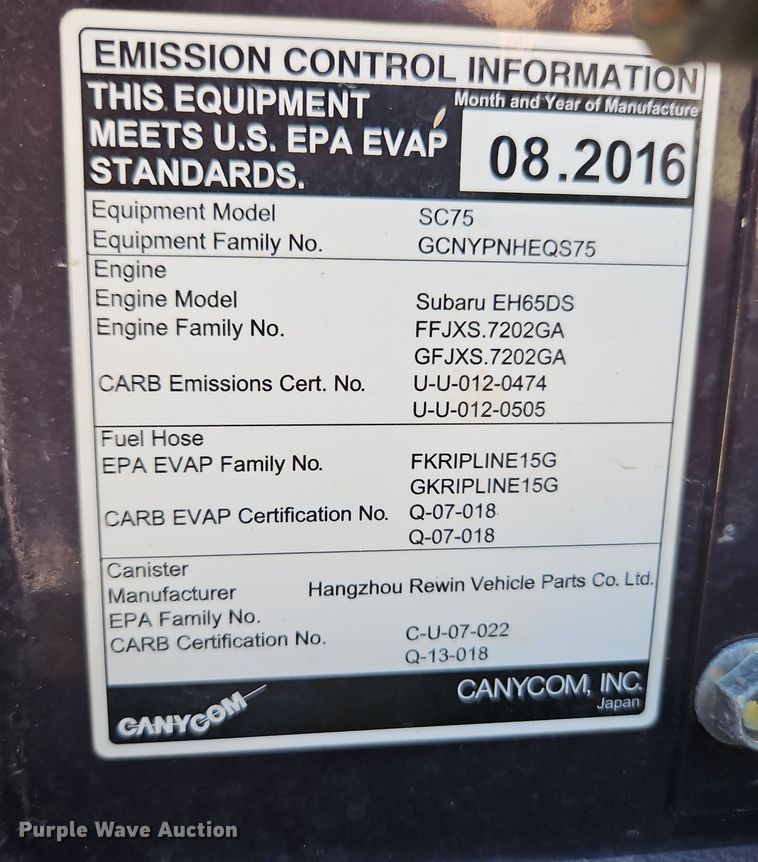 EMISSION CONTROL INFORMATION
THIS EQUIPMENT
MEETS U.S. EPA EVAP
STANDARDS.
Month and Year of Manufacture
08.2016
Equipment Model SC75
Equipment Family No. GCNYPNHEQS75
Engine
Engine Model Subaru EH65DS
Engine Family No. FFJXS.7202GA
GFJXS.7202GA
CARB Emissions Cert. No. U-U-012-0474
U-U-012-0505
Fuel Hose
EPA EVAP Family No. FKRIPLINE15G
GKRIPLINE15G
CARB EVAP Certification No. Q-07-018
Q-07-018
Canister
Manufacturer Hangzhou Rewin Vehicle Parts Co. Ltd.
EPA Family No.
CARB Certification No. C-U-07-022
Q-13-018
CANYCOM
CANYCOM, INC.
Japan
Purple Wave Auction